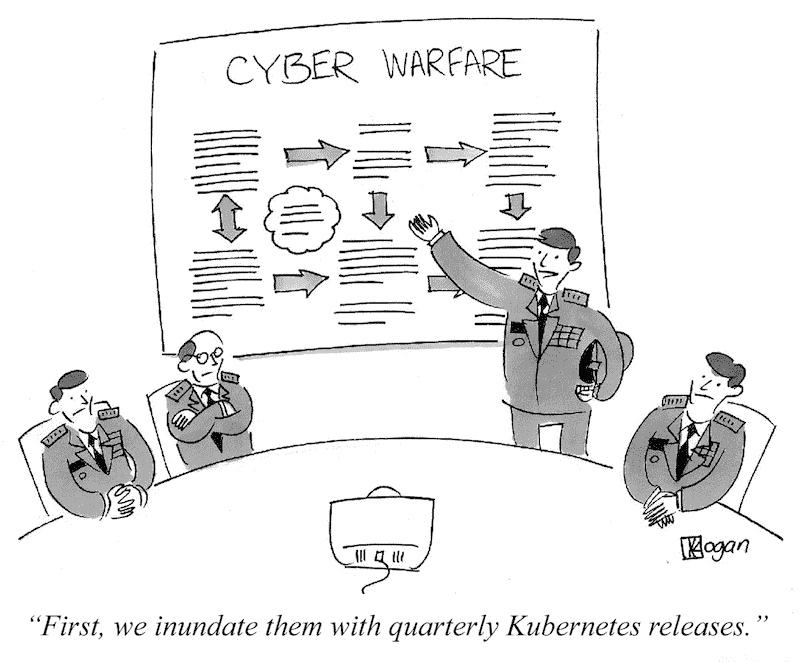 CYBER WARFARE
Kogan
“First, we inundate them with quarterly Kubernetes releases.”